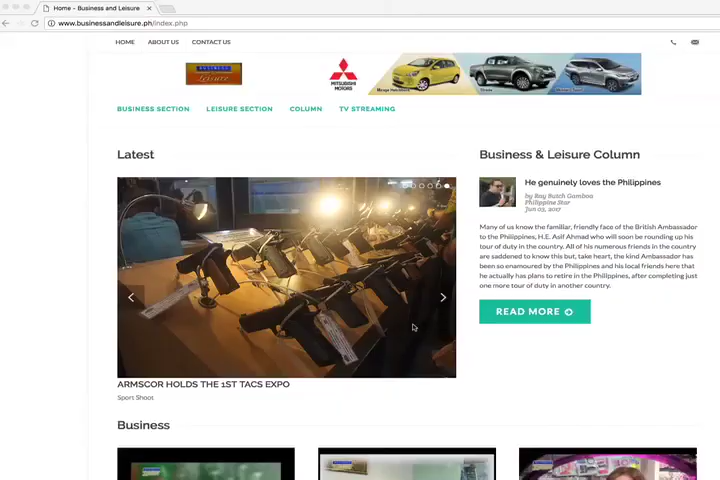 Home - Business and Leisure
www.businessandleisure.ph/index.php
HOME ABOUT US CONTACT US
BUSINESS
Leisure
MITSUBISHI
MOTORS
BUSINESS SECTION LEISURE SECTION COLUMN TV STREAMING
Latest
ARMSCOR HOLDS THE 1ST TACS EXPO
Sport Shoot
Business & Leisure Column
He genuinely loves the Philippines
by Ray Butch Gamboa
Philippine Star
Jun 03, 2017
Many of us know the familiar, friendly face of the British Ambassador
to the Philippines, H.E. Asif Ahmad who will soon be rounding up his
tour of duty in the country. All of his numerous friends in the country
are saddened to know this but, take heart, the kind Ambassador has
been so enamoured by the Philippines and his local friends here that
he actually has plans to retire in the Philippines, after completing just
one more tour of duty in another country.
READ MORE
Business